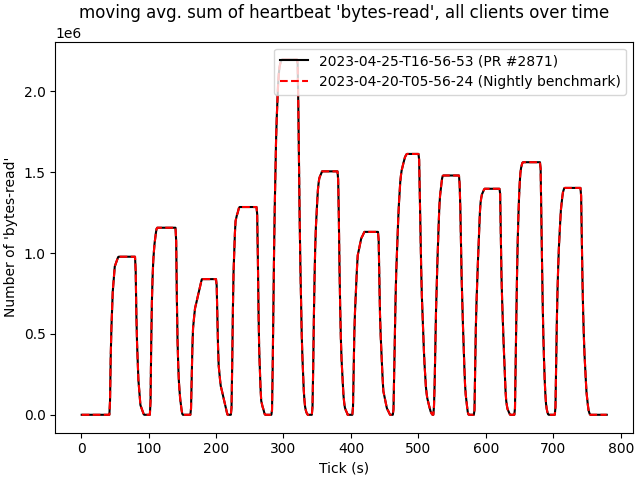 moving avg. sum of heartbeat 'bytes-read', all clients over time
1e6
2023-04-25-T16-56-53 (PR #2871)
2023-04-20-T05-56-24 (Nightly benchmark)
Number of 'bytes-read'
2.0
1.5
1.0
0.5
0.0
0 100 200 300 400 500 600 700 800
Tick (s)